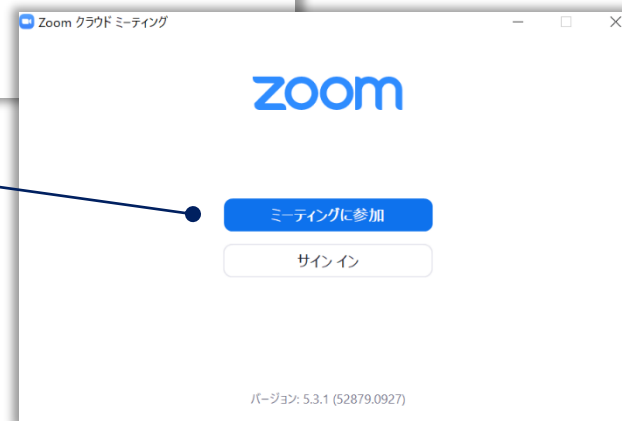 Zoom クラウド ミーティング
zoom
ミーティングに参加
サイン イン
バージョン: 5.3.1 (52879.0927)